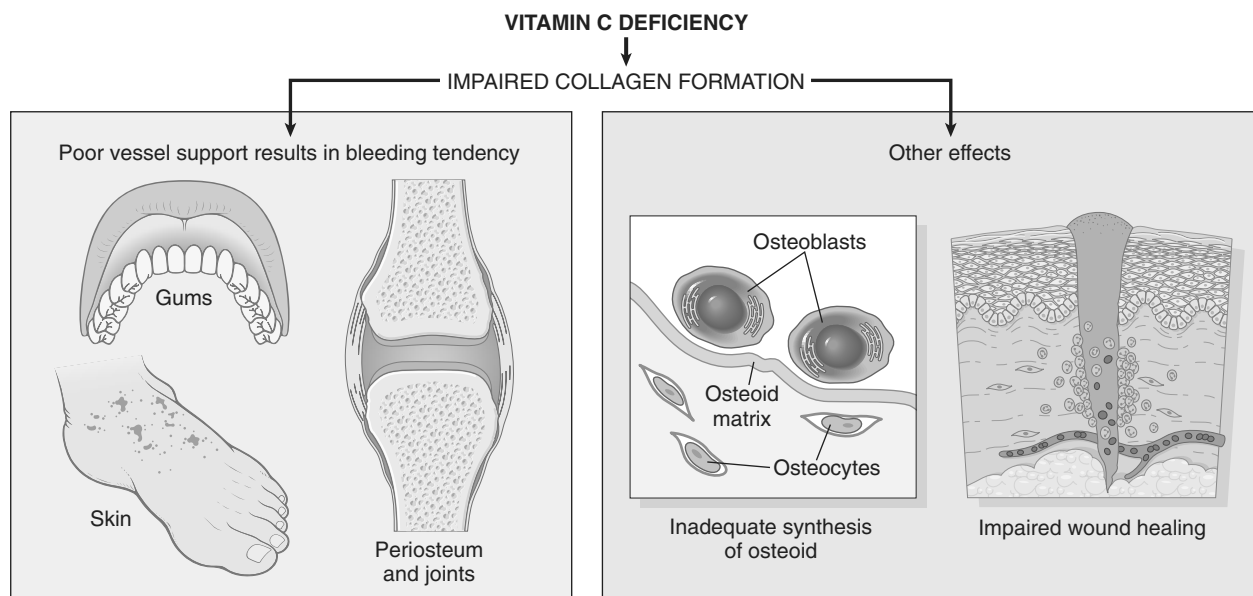 VITAMIN C DEFICIENCY
IMPAIRED COLLAGEN FORMATION
Poor vessel support results in bleeding tendency
Gums
Skin
Periosteum
and joints
Other effects
Osteoblasts
Osteoid
matrix
Osteocytes
Inadequate synthesis
of osteoid
Impaired wound healing